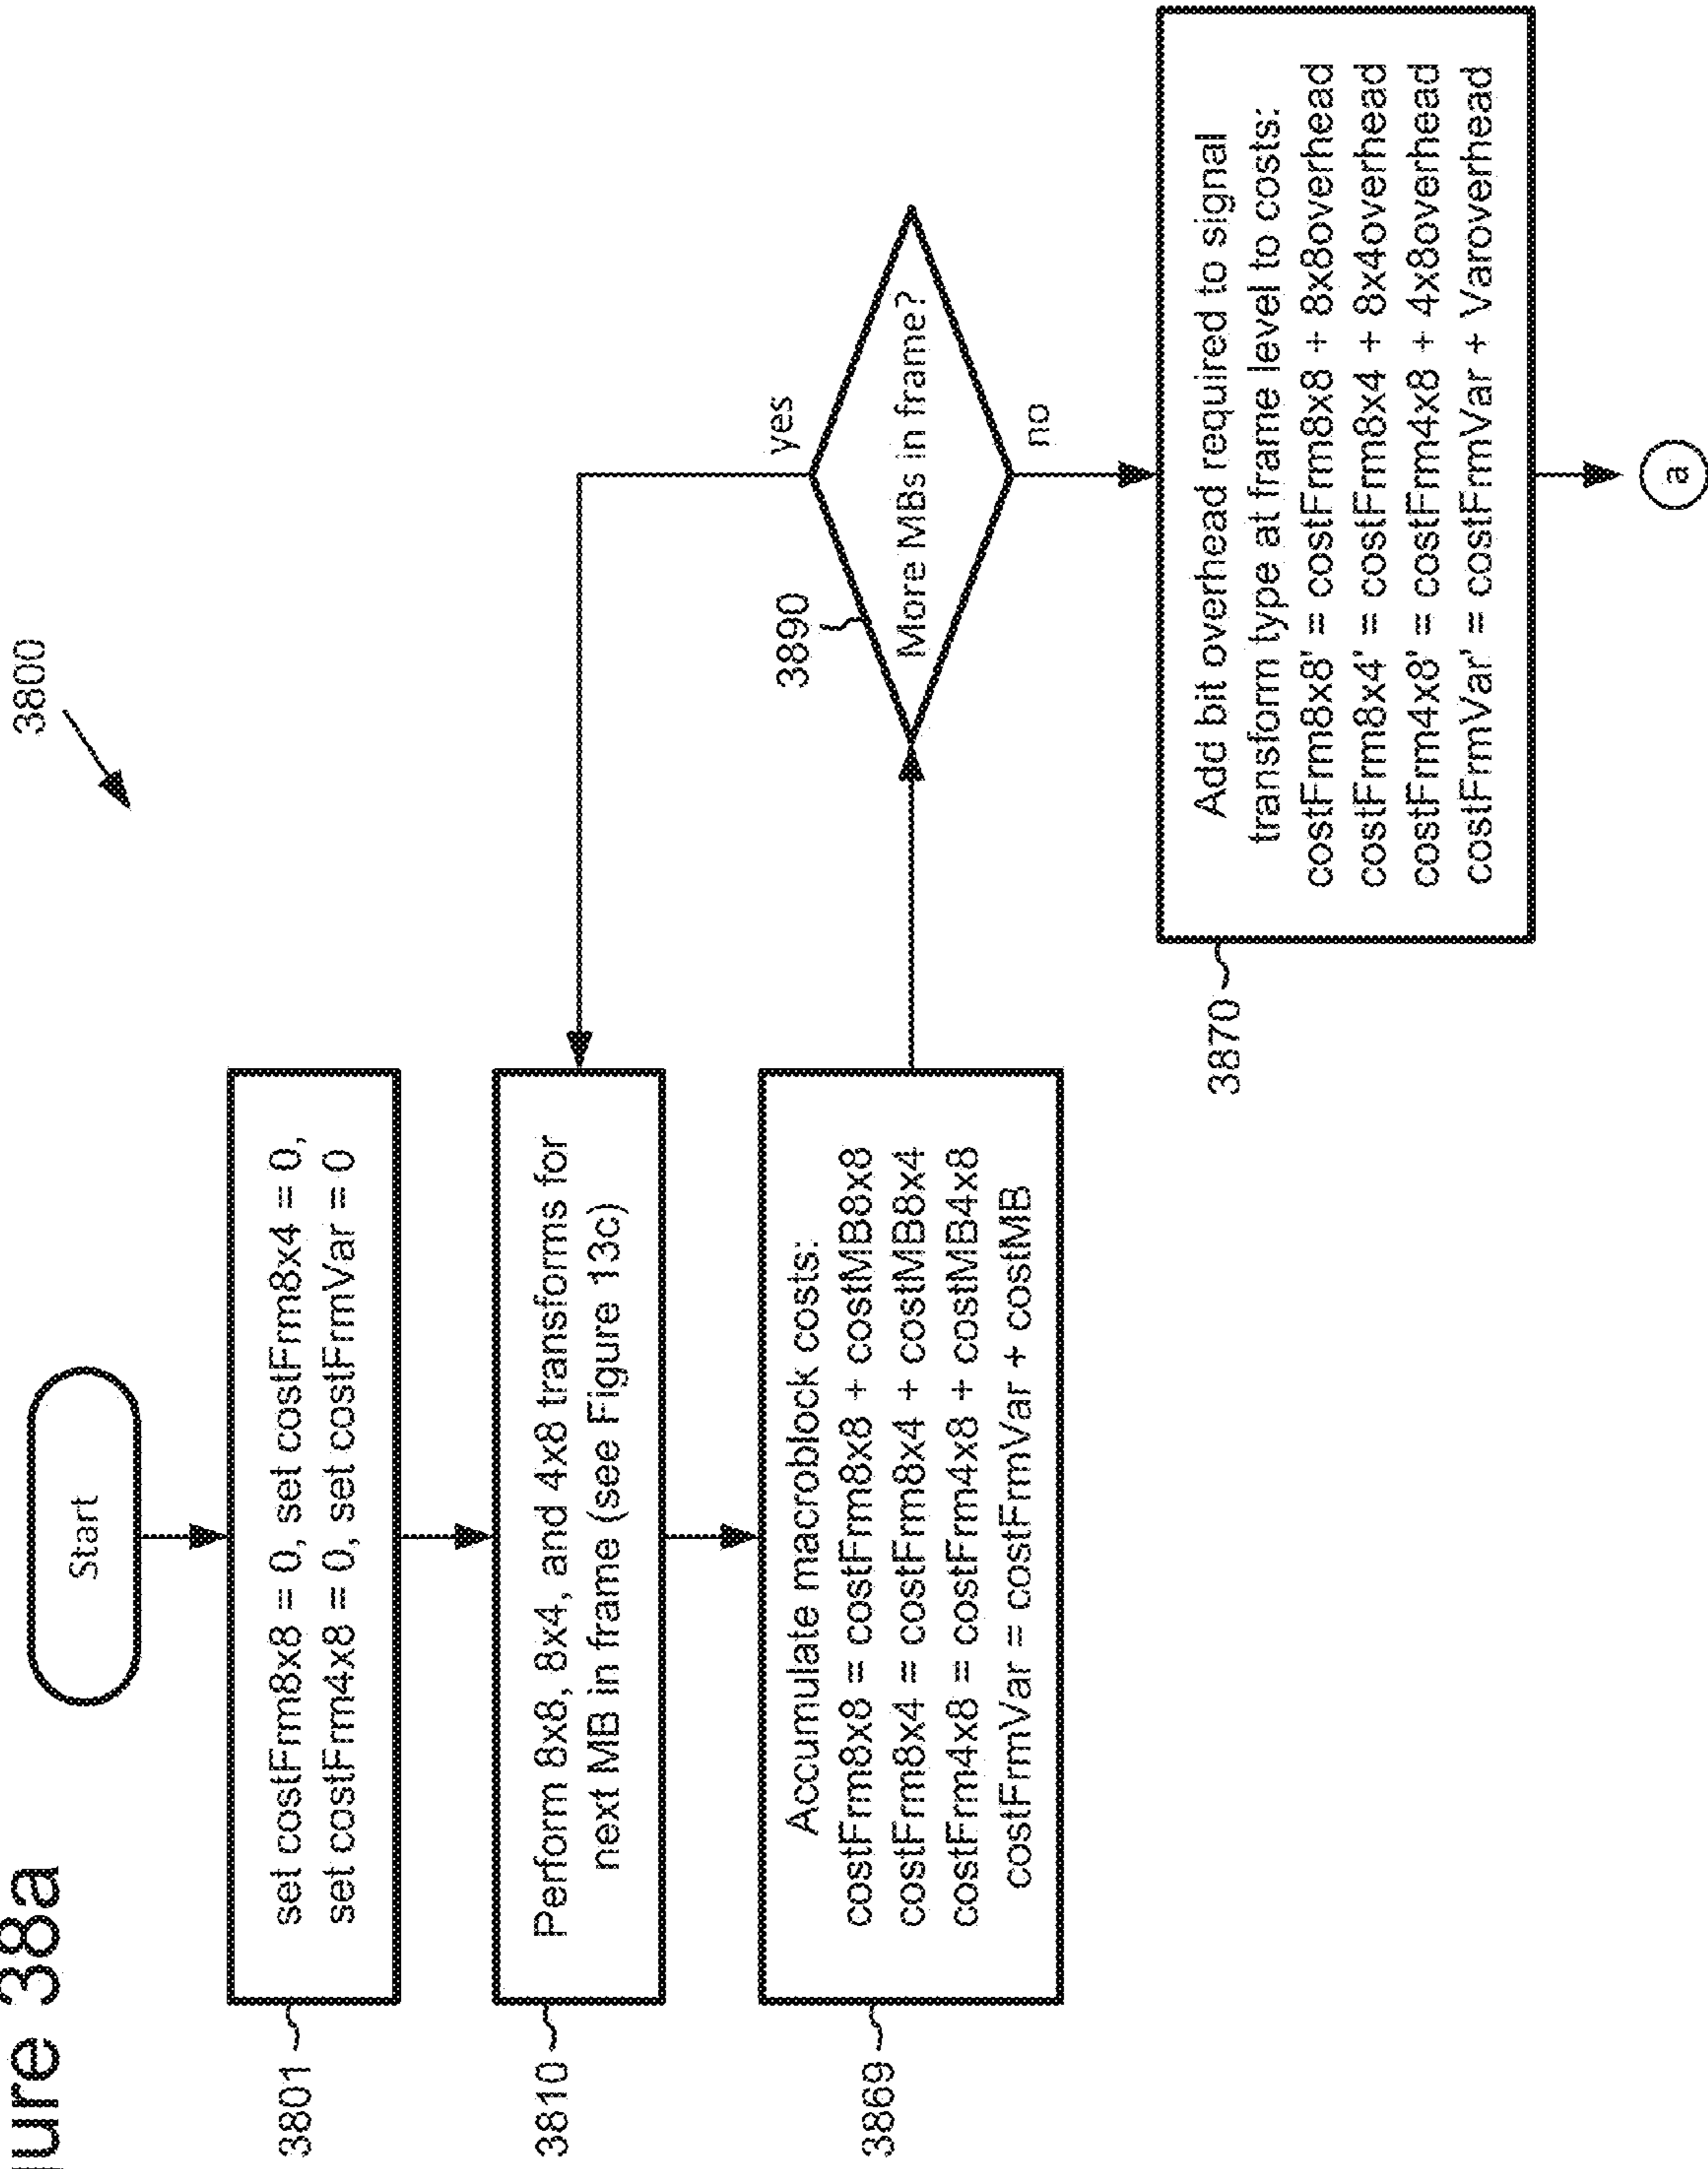 ure 38a
3800
Start
3801
set costFrm8x8 = 0, set costFrm8x4 = 0,
set costFrm4x8 = 0, set costFrmVar = 0
3810
Perform 8x8, 8x4, and 4x8 transforms for
next MB in frame (see Figure 13c)
3869
Accumulate macroblock costs:
costFrm8x8 = costFrm8x8 + costMB8x8
costFrm8x4 = costFrm8x4 + costMB8x4
costFrm4x8 = costFrm4x8 + costMB4x8
costFrmVar = costFrmVar + costMB
3890
More MBs in frame?
yes
no
3870
Add bit overhead required to signal
transform type at frame level to costs:
costFrm8x8' = costFrm8x8 + 8x8overhead
costFrm8x4' = costFrm8x4 + 8x4overhead
costFrm4x8' = costFrm4x8 + 4x8overhead
costFrmVar' = costFrmVar + Varoverhead
a